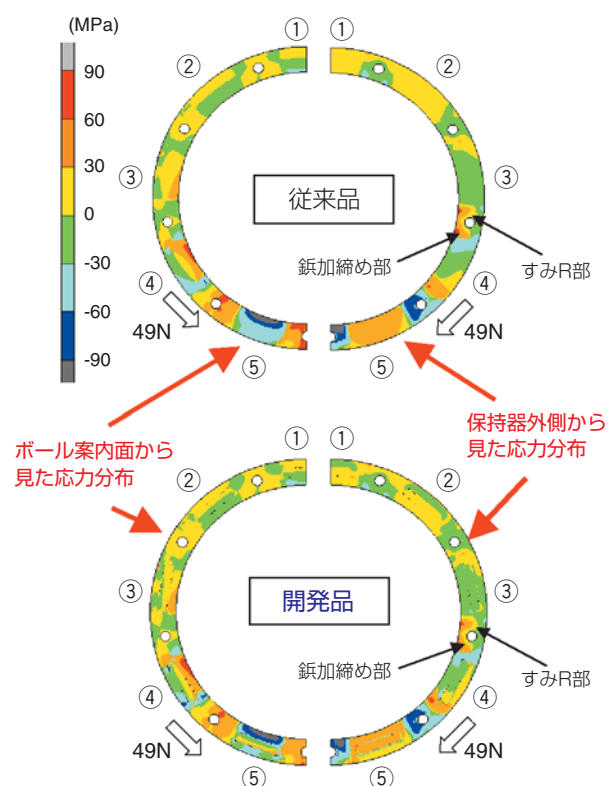 (MPa)
90
60
30
0
-30
-60
-90
①
②
③
④
49N
⑤
①
②
③
④
49N
⑤
従来品
鋲加締め部
すみR部
ボール案内面から
見た応力分布
保持器外側から
見た応力分布
①
②
③
④
49N
⑤
①
②
③
④
49N
⑤
開発品
鋲加締め部
すみR部